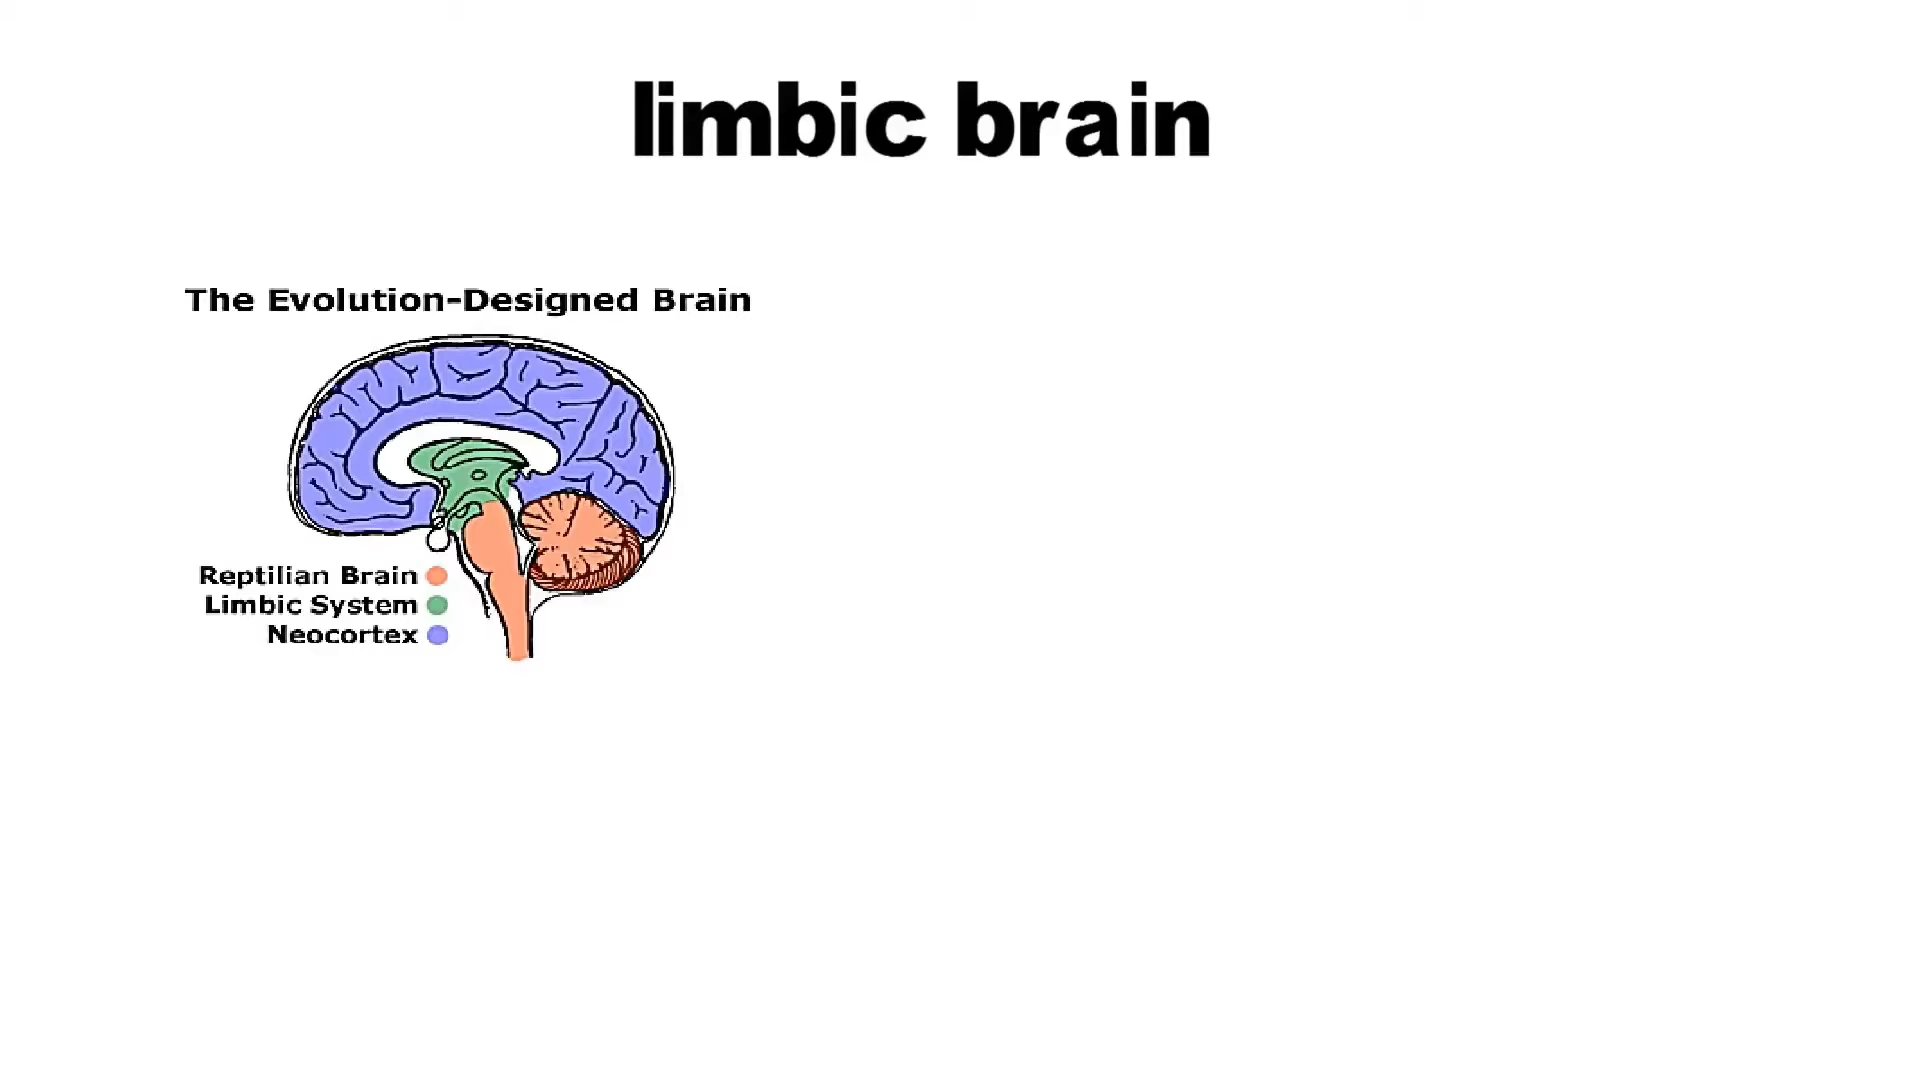 limbic brain
The Evolution-Designed Brain
Reptilian Brain
Limbic System
Neocortex